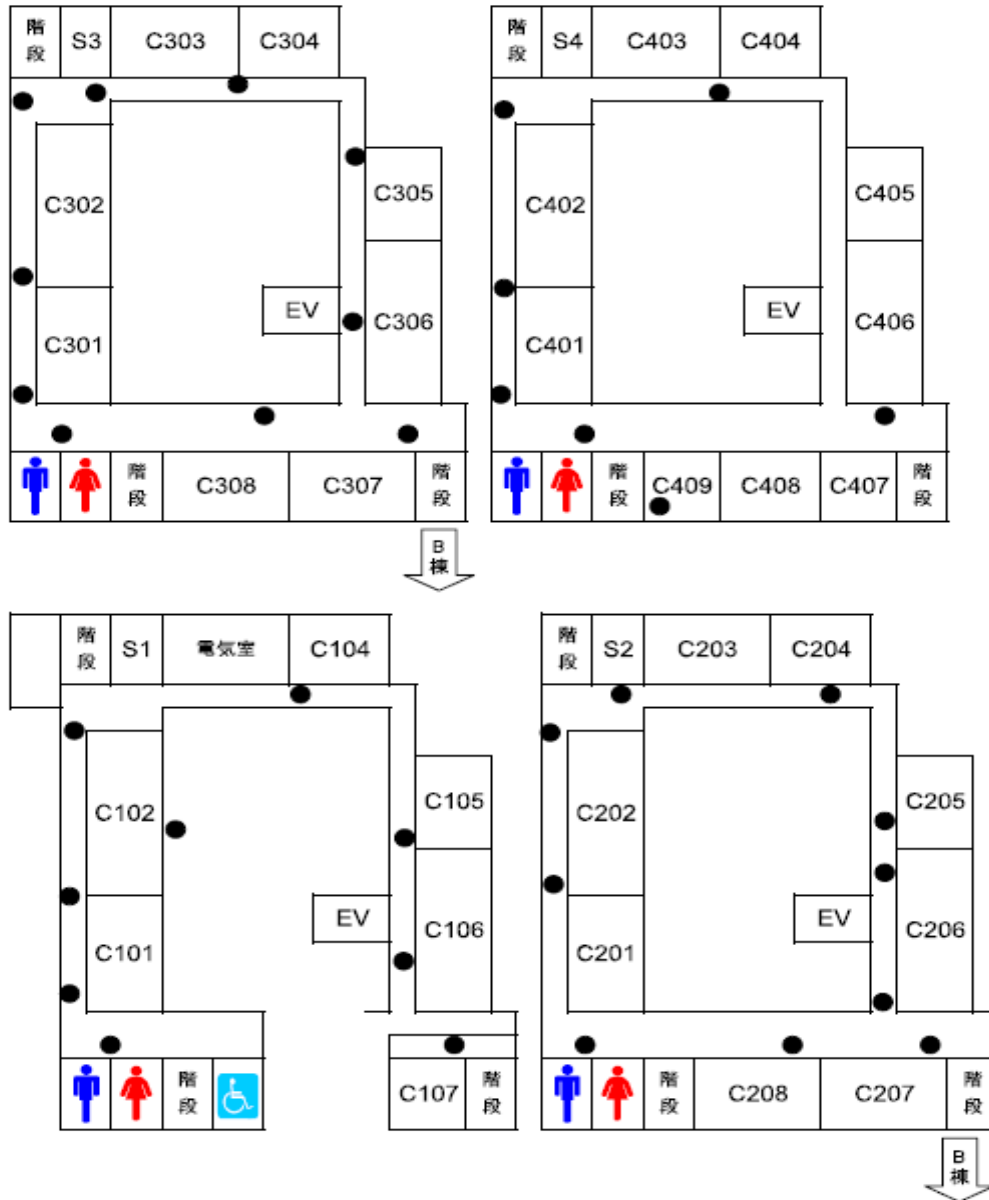 階段 S3 C303 C304
C302
C305
EV
C306
C301
階段 C308 C307 階段
B棟
階段 S4 C403 C404
C402
C405
EV
C406
C401
階段 C409 C408 C407 階段
階段 S1 電気室 C104
C102
C105
EV
C106
C101
階段 C107 階段
階段 S2 C203 C204
C202
C205
EV
C206
C201
階段 C208 C207 階段
B棟